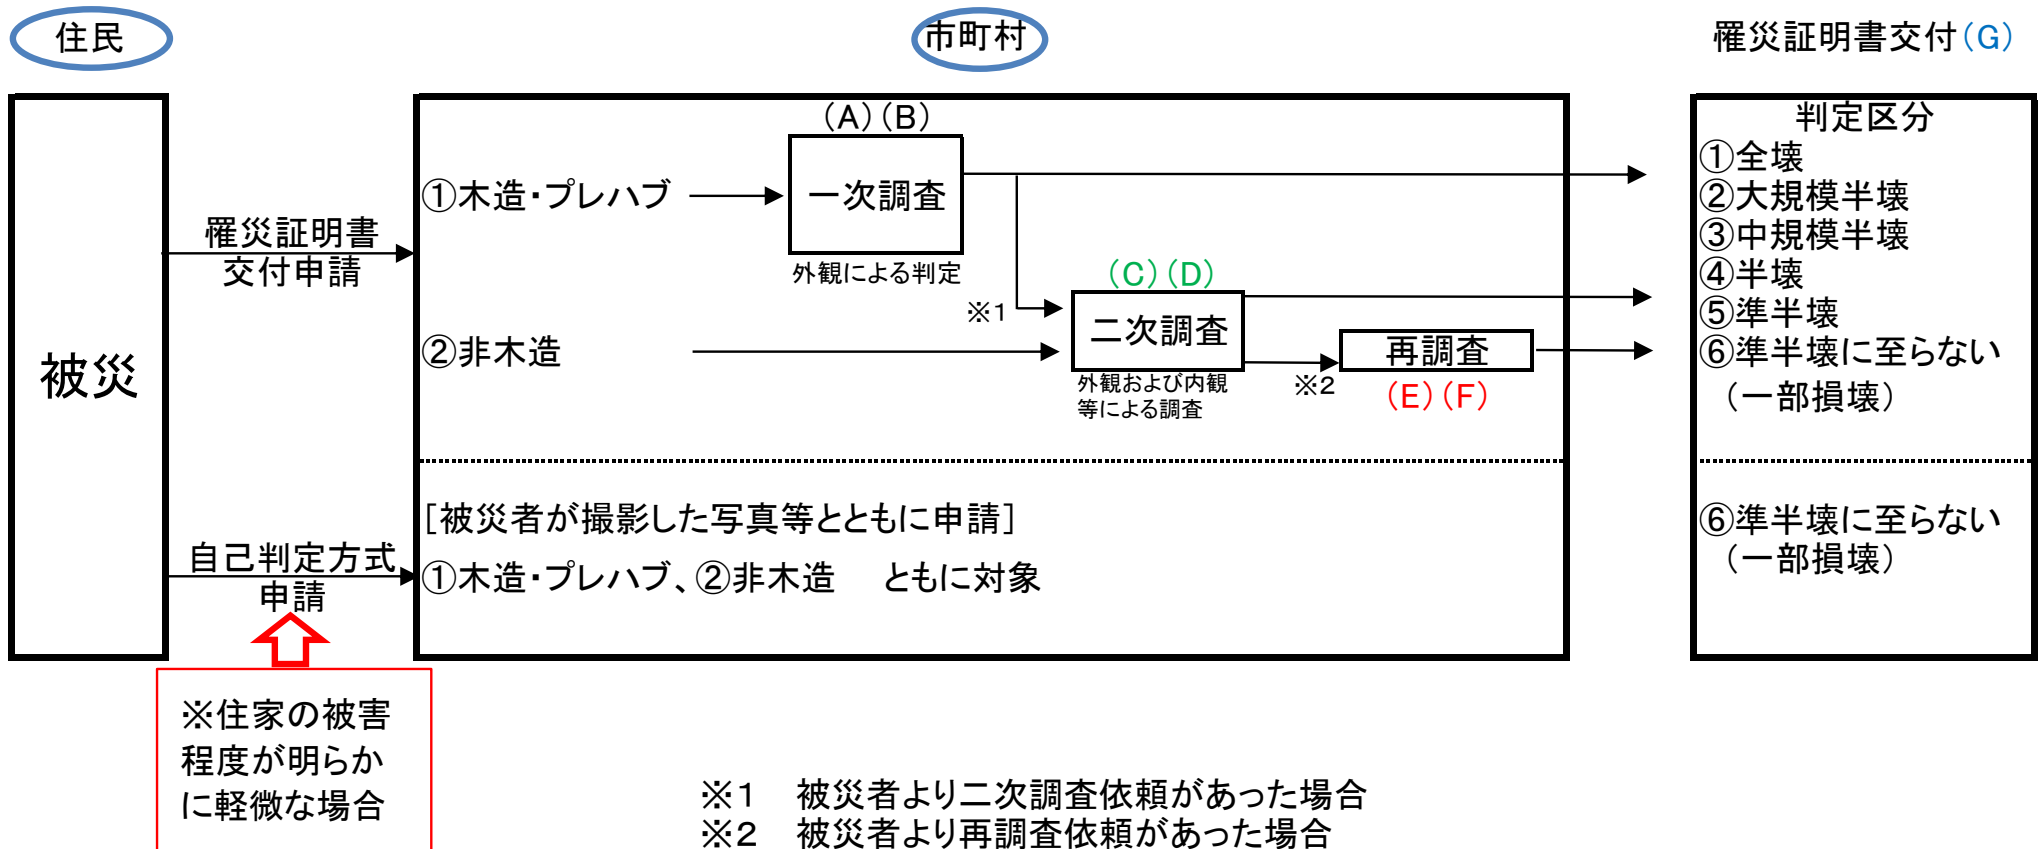 住民
市町村
罹災証明書交付(G)
被災
罹災証明書
交付申請
(A)(B)
①木造・プレハブ
一次調査
外観による判定
※1
(C)(D)
②非木造
二次調査
外観および内観
等による調査
※2
再調査
(E)(F)
判定区分
①全壊
②大規模半壊
③中規模半壊
④半壊
⑤準半壊
⑥準半壊に至らない
(一部損壊)
自己判定方式
申請
[被災者が撮影した写真等とともに申請]
①木造・プレハブ、②非木造 ともに対象
⑥準半壊に至らない
(一部損壊)
※住家の被害
程度が明らか
に軽微な場合
※1 被災者より二次調査依頼があった場合
※2 被災者より再調査依頼があった場合